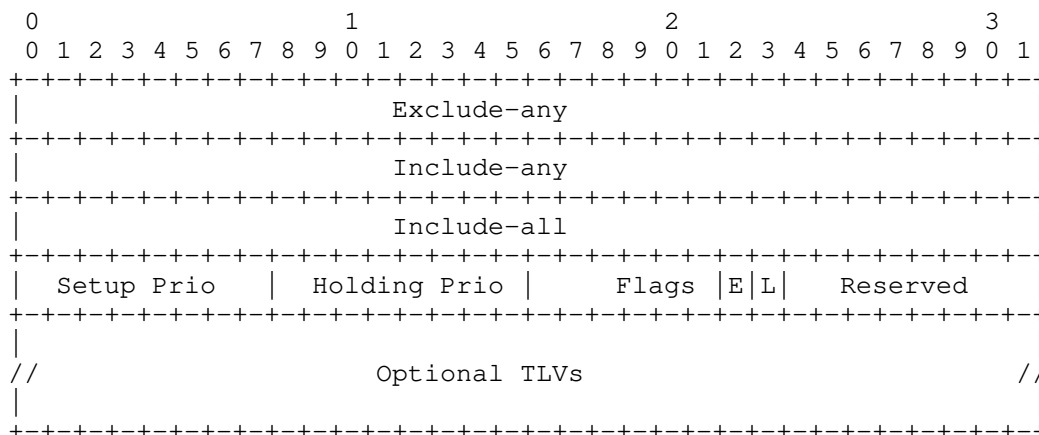 0                   1                   2                   3
 0 1 2 3 4 5 6 7 8 9 0 1 2 3 4 5 6 7 8 9 0 1 2 3 4 5 6 7 8 9 0 1
+-+-+-+-+-+-+-+-+-+-+-+-+-+-+-+-+-+-+-+-+-+-+-+-+-+-+-+-+-+-+-+--
|                       Exclude-any
+-+-+-+-+-+-+-+-+-+-+-+-+-+-+-+-+-+-+-+-+-+-+-+-+-+-+-+-+-+-+-+--
|                       Include-any
+-+-+-+-+-+-+-+-+-+-+-+-+-+-+-+-+-+-+-+-+-+-+-+-+-+-+-+-+-+-+-+--
|                       Include-all
+-+-+-+-+-+-+-+-+-+-+-+-+-+-+-+-+-+-+-+-+-+-+-+-+-+-+-+-+-+-+-+--
|  Setup Prio   |  Holding Prio |     Flags |E|L|   Reserved
+-+-+-+-+-+-+-+-+-+-+-+-+-+-+-+-+-+-+-+-+-+-+-+-+-+-+-+-+-+-+-+--
|
//                     Optional TLVs                           //
|
+-+-+-+-+-+-+-+-+-+-+-+-+-+-+-+-+-+-+-+-+-+-+-+-+-+-+-+-+-+-+-+--